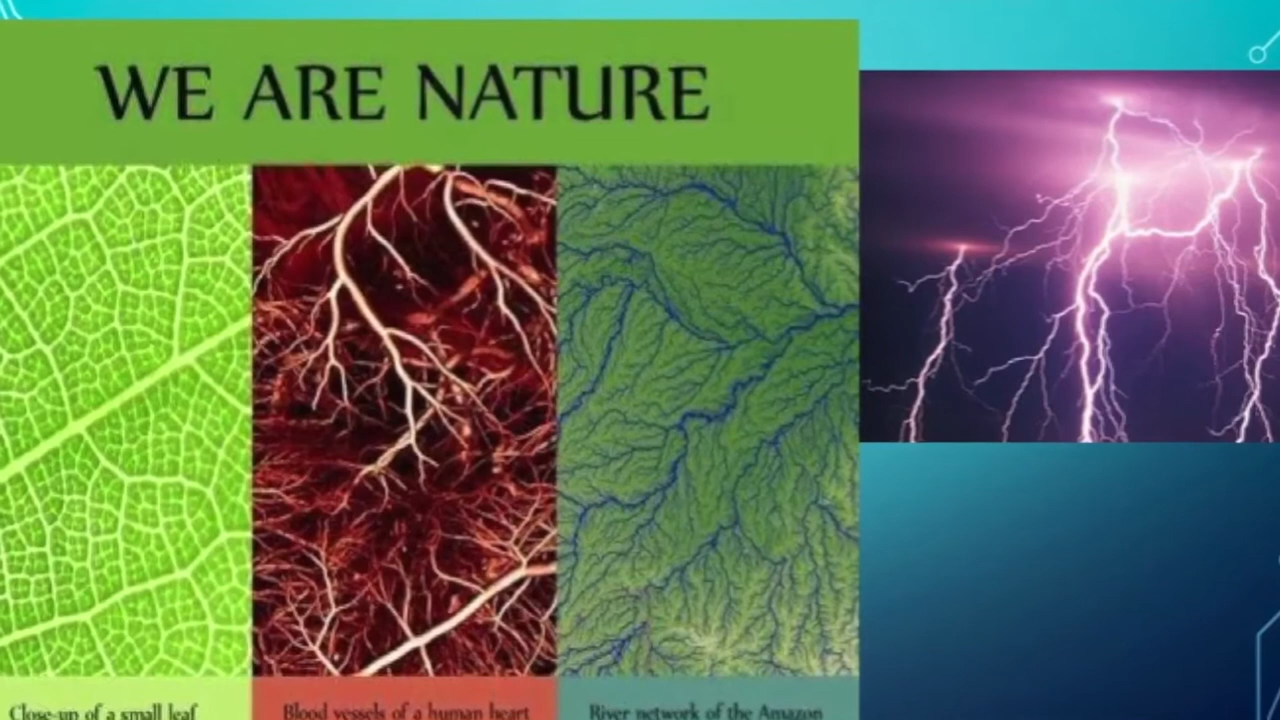 WE ARE NATURE
Close-up of a small leaf
Blood vessels of a human heart
River network of the Amazon